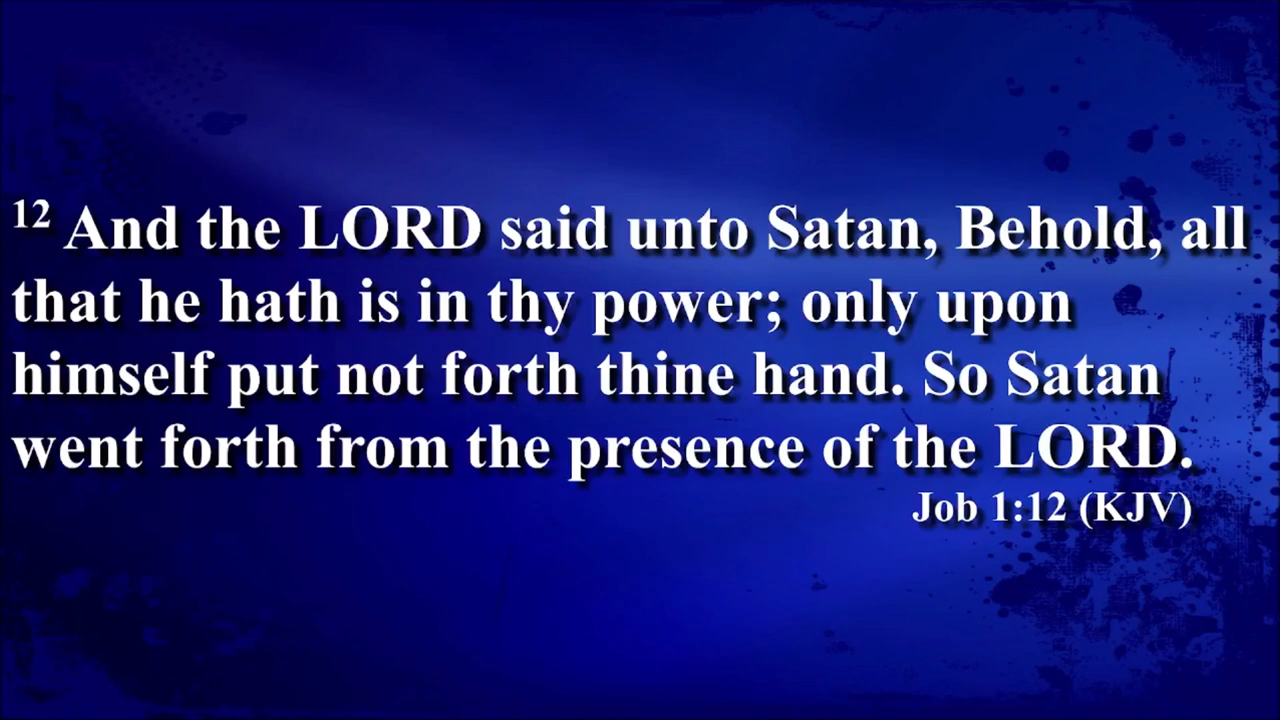 12 And the LORD said unto Satan, Behold, all
that he hath is in thy power; only upon
himself put not forth thine hand. So Satan
went forth from the presence of the LORD.
Job 1:12 (KJV)